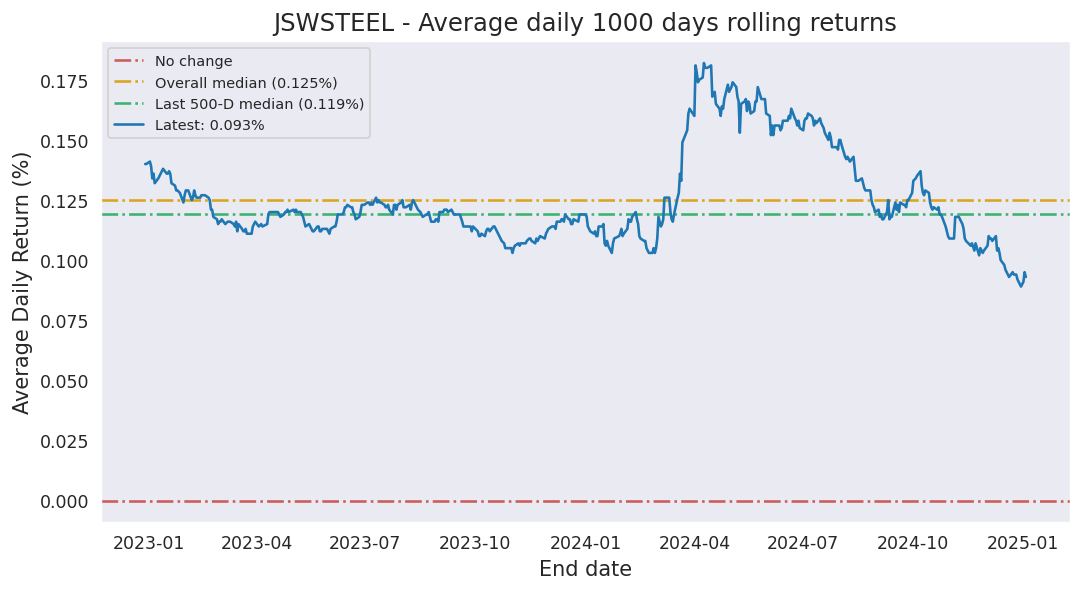 JSWSTEEL - Average daily 1000 days rolling returns
No change
Overall median (0.125%)
Last 500-D median (0.119%)
Latest: 0.093%
Average Daily Return (%)
0.175
0.150
0.125
0.100
0.075
0.050
0.025
0.000
2023-01 2023-04 2023-07 2023-10 2024-01 2024-04 2024-07 2024-10 2025-01
End date